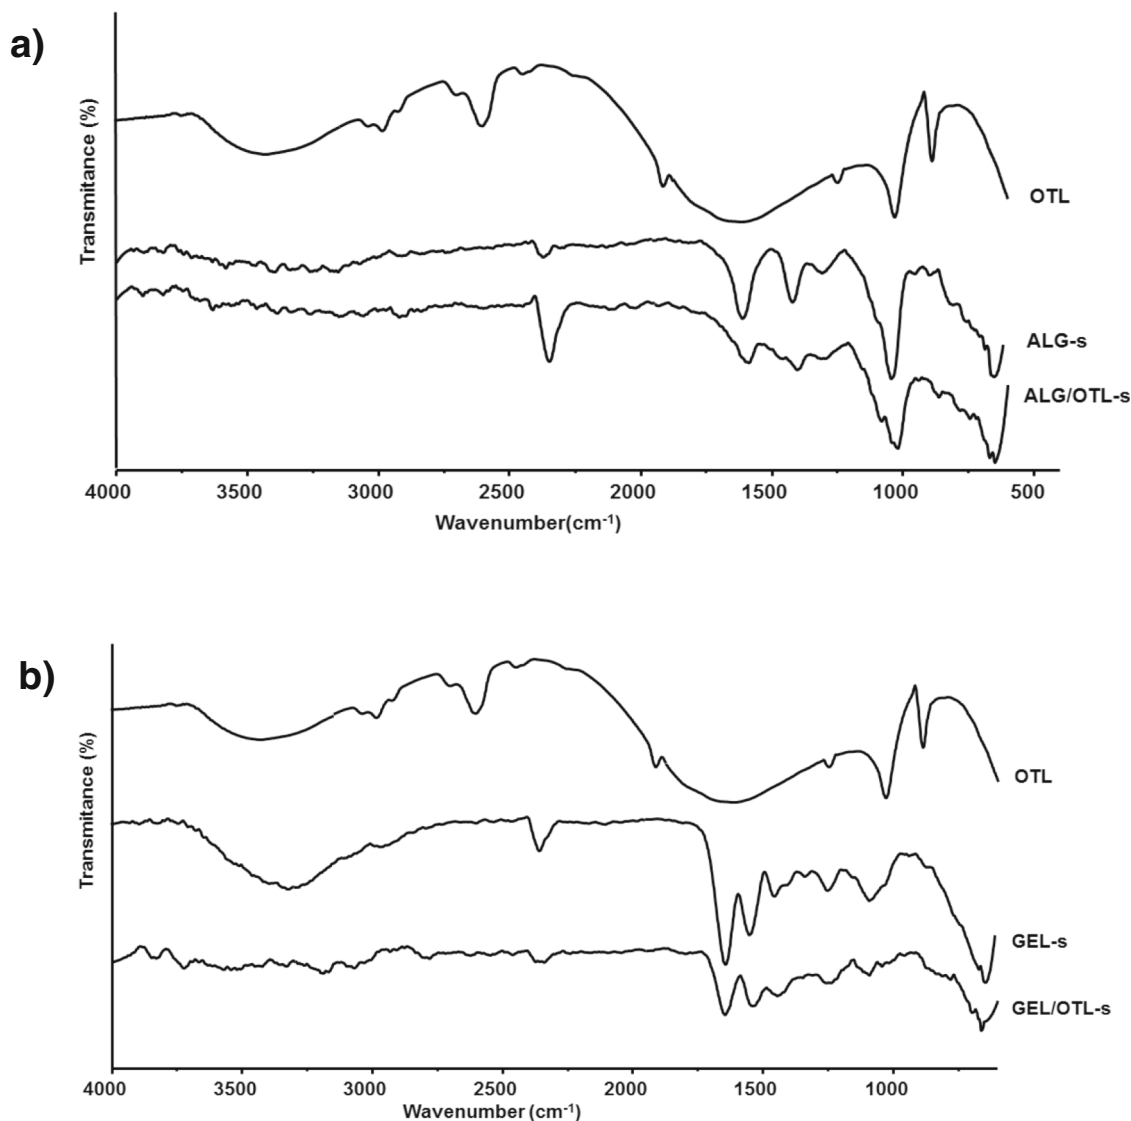 a)
Transmitance (%)
OTL
ALG-s
ALG/OTL-s
4000 3500 3000 2500 2000 1500 1000 500
Wavenumber(cm-1)
b)
Transmitance (%)
OTL
GEL-s
GEL/OTL-s
4000 3500 3000 2500 2000 1500 1000
Wavenumber (cm-1)